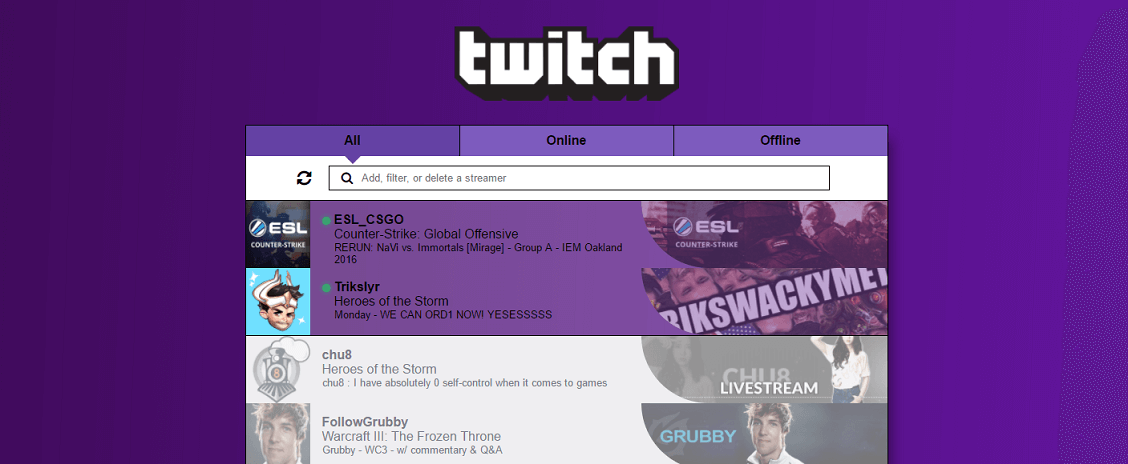 twitch
All
Online
Offline
Add, filter, or delete a streamer
ESL
COUNTER-STRIKE
ESL_CSGO
Counter-Strike: Global Offensive
RERUN: NaVi vs. Immortals [Mirage] - Group A - IEM Oakland
2016
ESL
COUNTER-STRIKE
Trikslyr
Heroes of the Storm
Monday - WE CAN ORD1 NOW! YESESSSSS
RIKSWACKYMET
8
chu8
Heroes of the Storm
chu8 : I have absolutely 0 self-control when it comes to games
CHU8
LIVESTREAM
FollowGrubby
Warcraft III: The Frozen Throne
Grubby - WC3 - w/ commentary & Q&A
GRUBBY